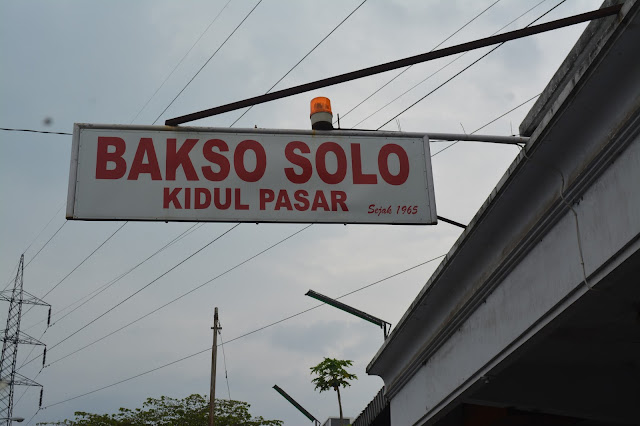 BAKSO SOLO
KIDUL PASAR
Sejak 1965